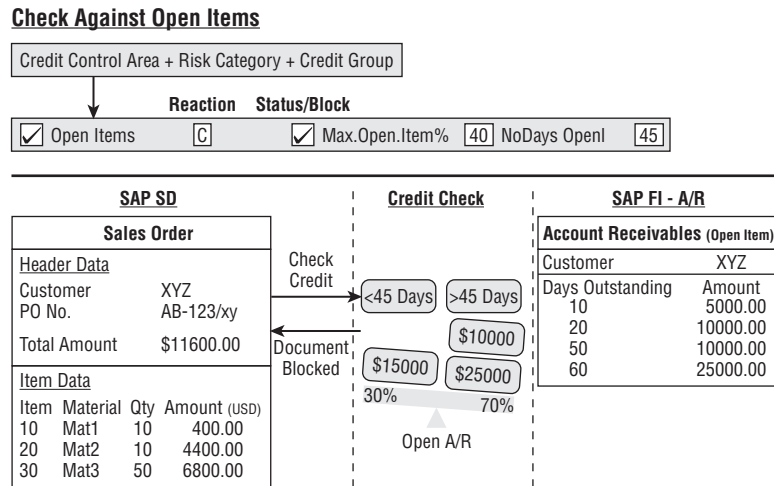 Check Against Open Items
Credit Control Area + Risk Category + Credit Group
Reaction Status/Block
Open Items C Max.Open.Item% 40 NoDays OpenI 45
SAP SD
Sales Order
Header Data
Customer XYZ
PO No. AB-123/xy
Total Amount $11600.00
Item Data
Item Material Qty Amount (USD)
10 Mat1 10 400.00
20 Mat2 10 4400.00
30 Mat3 50 6800.00
Check
Credit
Document
Blocked
Credit Check
<45 Days >45 Days
$10000
$15000 $25000
30% 70%
Open A/R
SAP FI - A/R
Account Receivables (Open Item)
Customer XYZ
Days Outstanding Amount
10 5000.00
20 10000.00
50 10000.00
60 25000.00